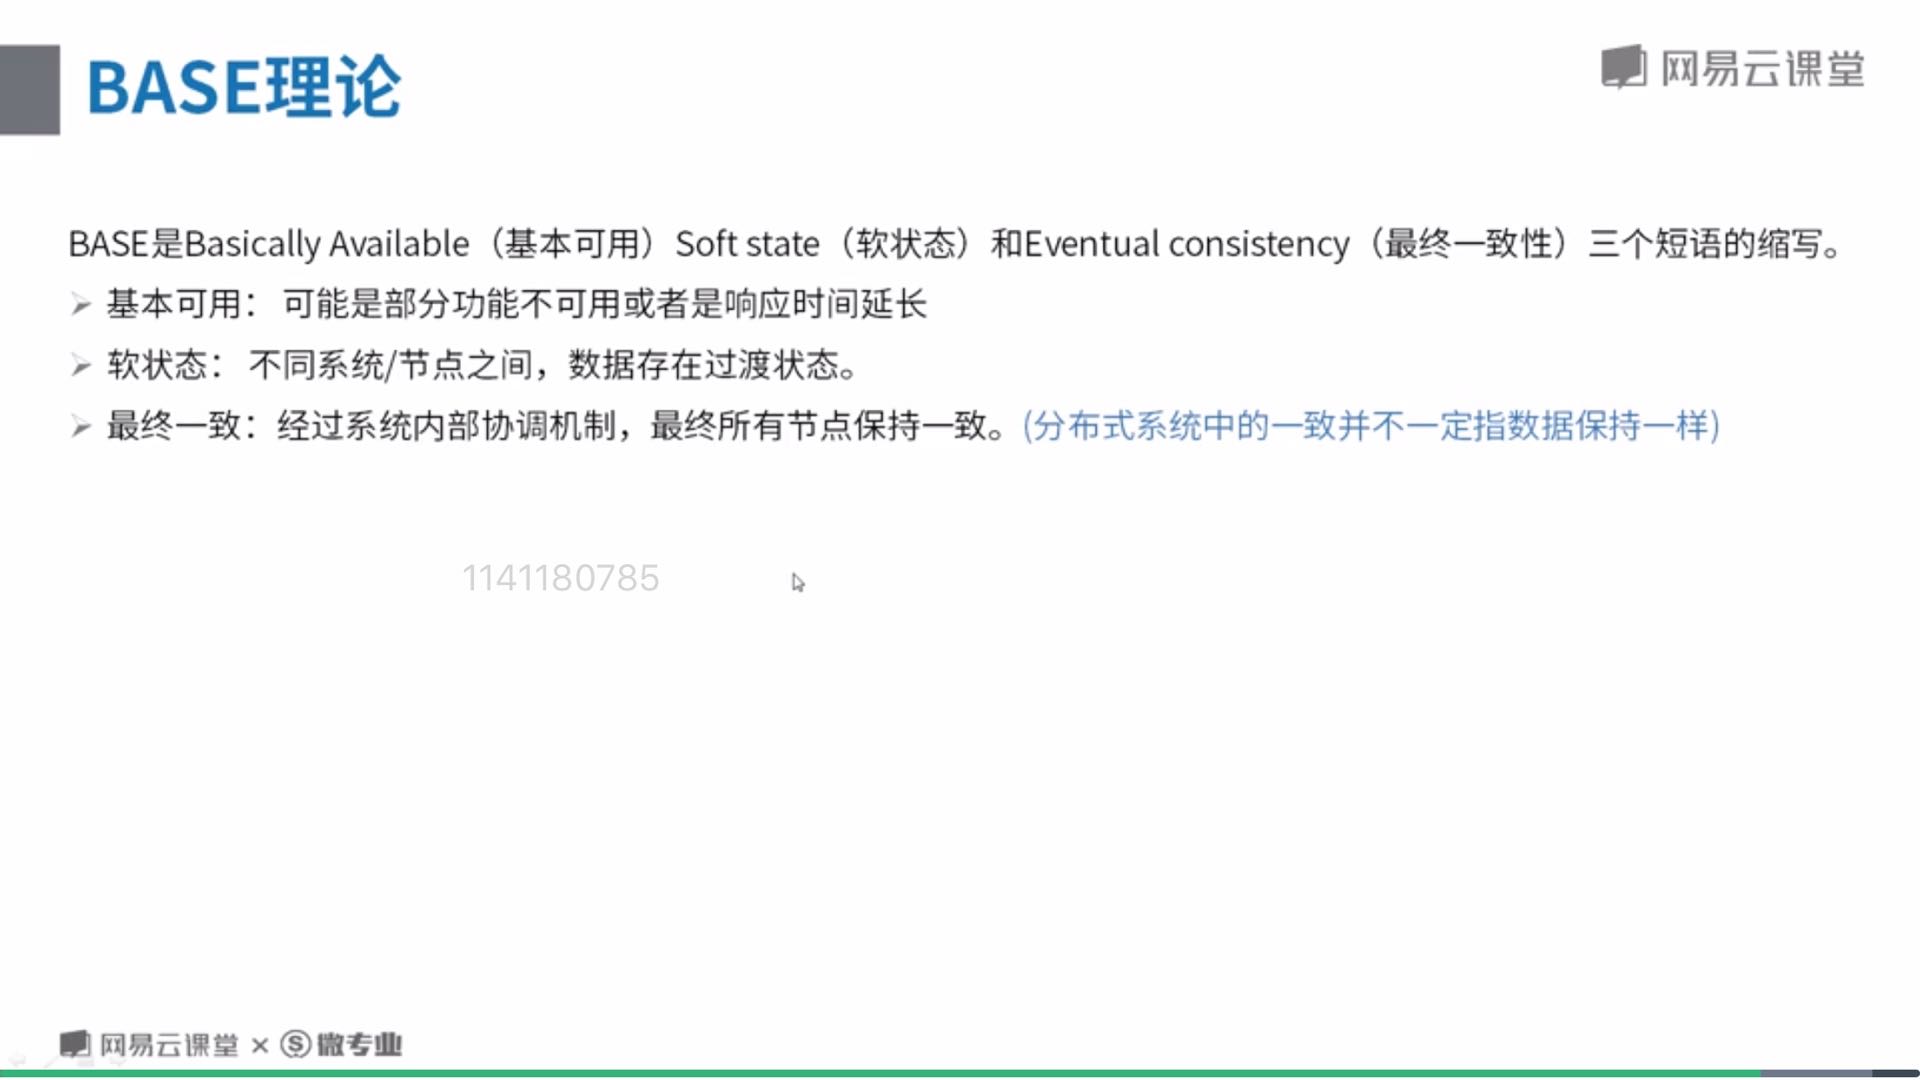 BASE理论
网易云课堂
BASE是Basically Available（基本可用）Soft state（软状态）和Eventual consistency（最终一致性）三个短语的缩写。
基本可用： 可能是部分功能不可用或者是响应时间延长
软状态： 不同系统/节点之间，数据存在过渡状态。
最终一致：经过系统内部协调机制，最终所有节点保持一致。(分布式系统中的一致并不一定指数据保持一样)
1141180785
网易云课堂 × 微专业